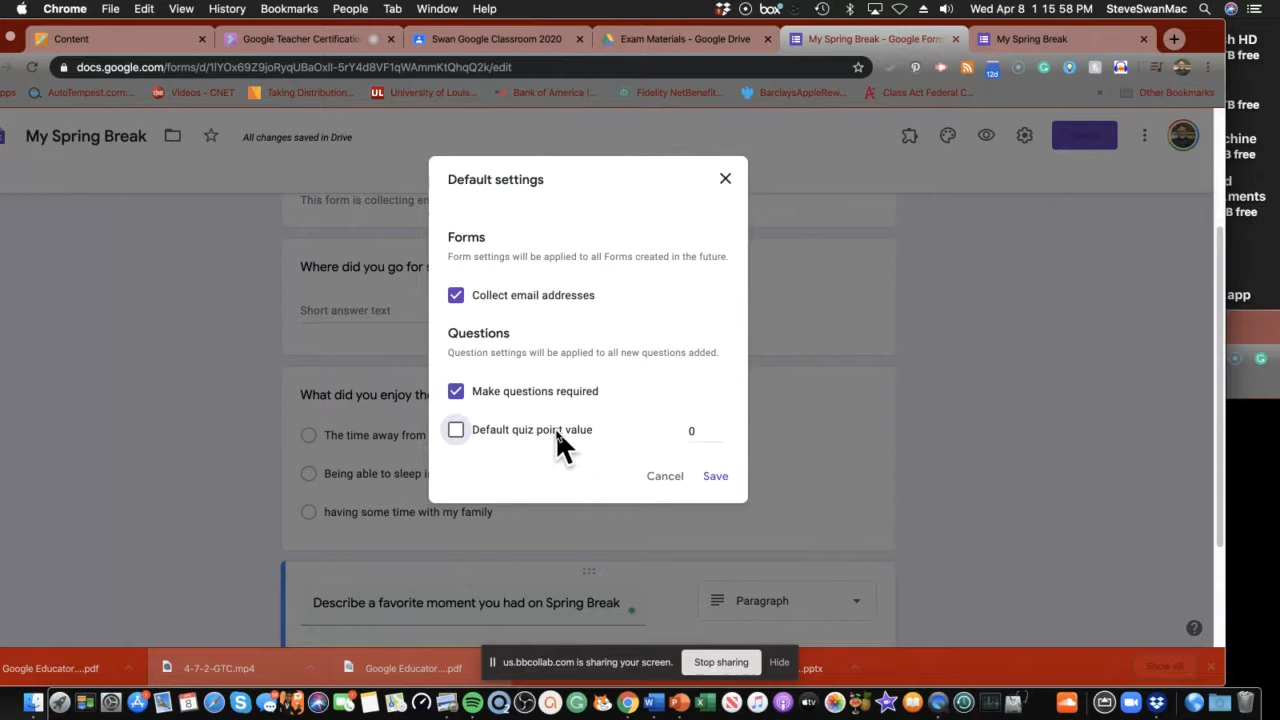 Chrome File Edit View History Bookmarks People Tab Window Help box Wed Apr 8 1:15:58 PM SteveSwanMac
Content Google Teacher Certificatio Swan Google Classroom 2020 Exam Materials - Google Drive My Spring Break - Google Form My Spring Break
docs.google.com/forms/d/1lYOx69Z9joRyqUBaOxlI-5rY4d8VF1qWAmmKtQhqQ2k/edit 12d
pps AutoTempest.com:... Videos - CNET Taking Distribution... University of Louis... Bank of America I... Fidelity NetBenefit... BarclaysAppleRew... Class Act Federal C... » Other Bookmarks
My Spring Break All changes saved in Drive
Default settings
This form is collecting en
Forms
Form settings will be applied to all Forms created in the future.
Where did you go for s
Collect email addresses
Short answer text
Questions
Question settings will be applied to all new questions added.
Make questions required
What did you enjoy the
Default quiz point value 0
The time away from
Being able to sleep i
Cancel Save
having some time with my family
Describe a favorite moment you had on Spring Break Paragraph
us.bbcollab.com is sharing your screen. Stop sharing Hide
Google Educator....pdf 4-7-2-GTC.mp4 Google Educator....pdf .pptx Show All
h HD
B free
B free
chine
B free
d
ments
B free
app